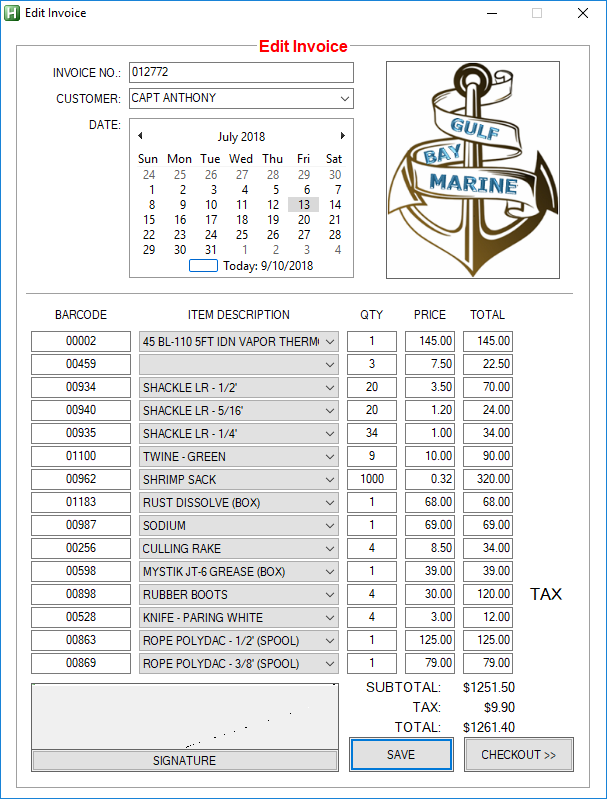 Edit Invoice
Edit Invoice
INVOICE NO.: 012772
CUSTOMER: CAPT ANTHONY
DATE:
July 2018
Sun Mon Tue Wed Thu Fri Sat
24 25 26 27 28 29 30
1 2 3 4 5 6 7
8 9 10 11 12 13 14
15 16 17 18 19 20 21
22 23 24 25 26 27 28
29 30 31 1 2 3 4
Today: 9/10/2018
GULF
BAY
MARINE
BARCODE ITEM DESCRIPTION QTY PRICE TOTAL
00002 45 BL-110 5FT IDN VAPOR THERM 1 145.00 145.00
00459 3 7.50 22.50
00934 SHACKLE LR - 1/2' 20 3.50 70.00
00940 SHACKLE LR - 5/16' 20 1.20 24.00
00935 SHACKLE LR - 1/4' 34 1.00 34.00
01100 TWINE - GREEN 9 10.00 90.00
00962 SHRIMP SACK 1000 0.32 320.00
01183 RUST DISSOLVE (BOX) 1 68.00 68.00
00987 SODIUM 1 69.00 69.00
00256 CULLING RAKE 4 8.50 34.00
00598 MYSTIK JT-6 GREASE (BOX) 1 39.00 39.00
00898 RUBBER BOOTS 4 30.00 120.00 TAX
00528 KNIFE - PARING WHITE 4 3.00 12.00
00863 ROPE POLYDAC - 1/2' (SPOOL) 1 125.00 125.00
00869 ROPE POLYDAC - 3/8' (SPOOL) 1 79.00 79.00
SUBTOTAL: $1251.50
TAX: $9.90
TOTAL: $1261.40
SIGNATURE SAVE CHECKOUT >>